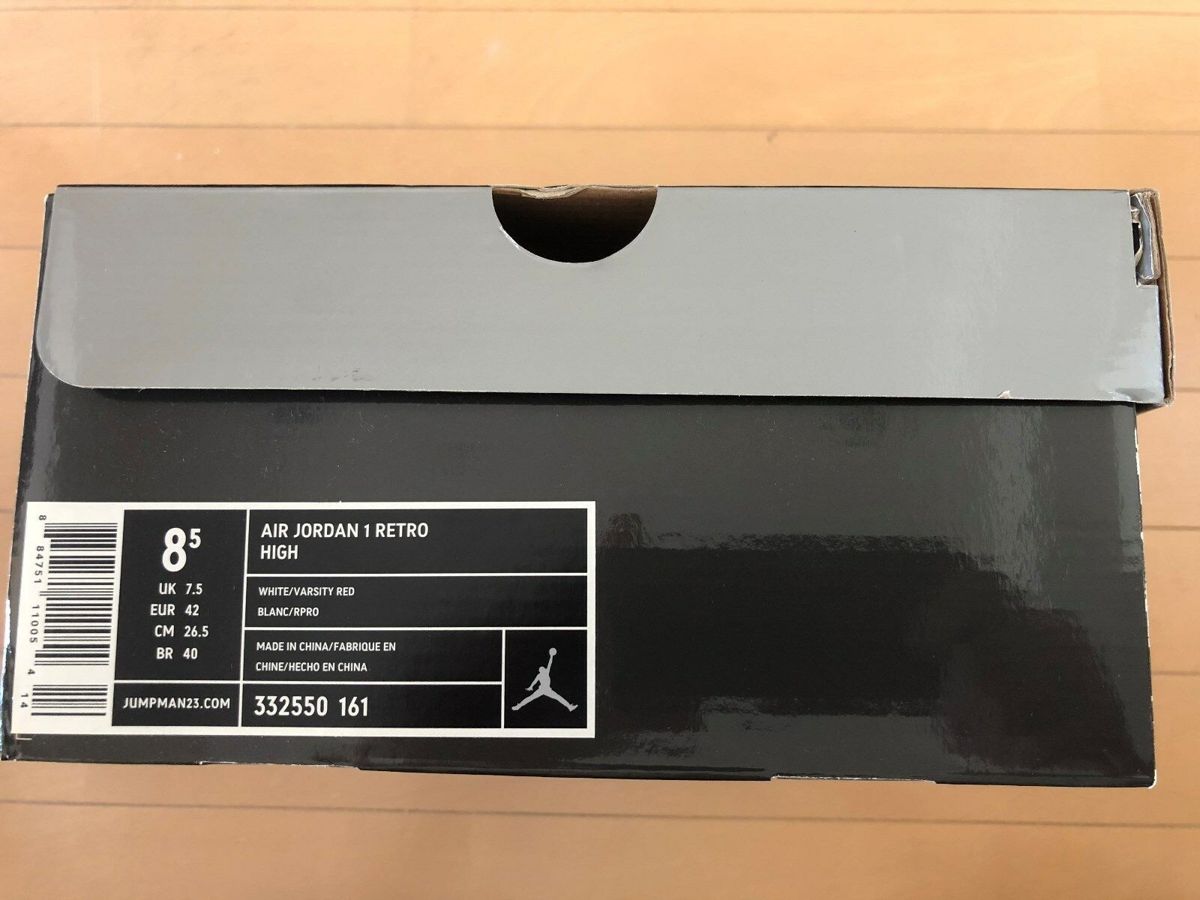 8 84751 11005 4 14
8⁵
UK 7.5
EUR 42
CM 26.5
BR 40
JUMPMAN23.COM
AIR JORDAN 1 RETRO
HIGH
WHITE/VARSITY RED
BLANC/RPRO
MADE IN CHINA/FABRIQUE EN
CHINE/HECHO EN CHINA
332550 161